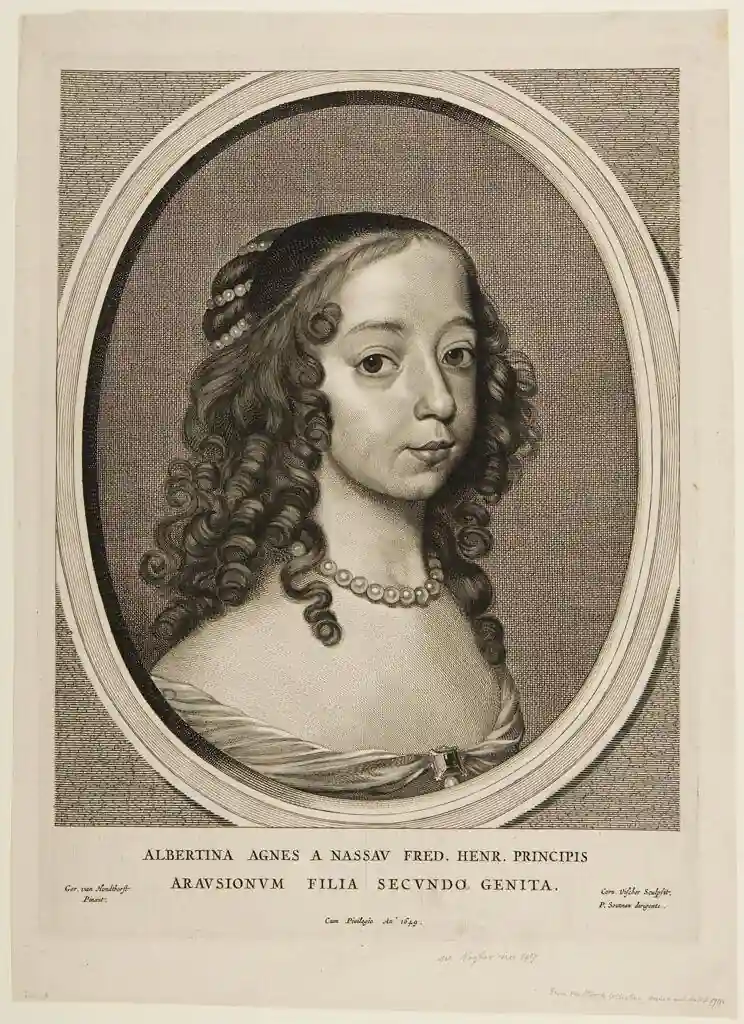 ALBERTINA AGNES A NASSAV FRED. HENR. PRINCIPIS
ARAVSIONVM FILIA SECVNDO GENITA.
Ger. van Hondthorst
Pinxit.
Corn. Visscher Sculpsit.
P. Soutman dirigente.
Cum Privilegio An° 1649.